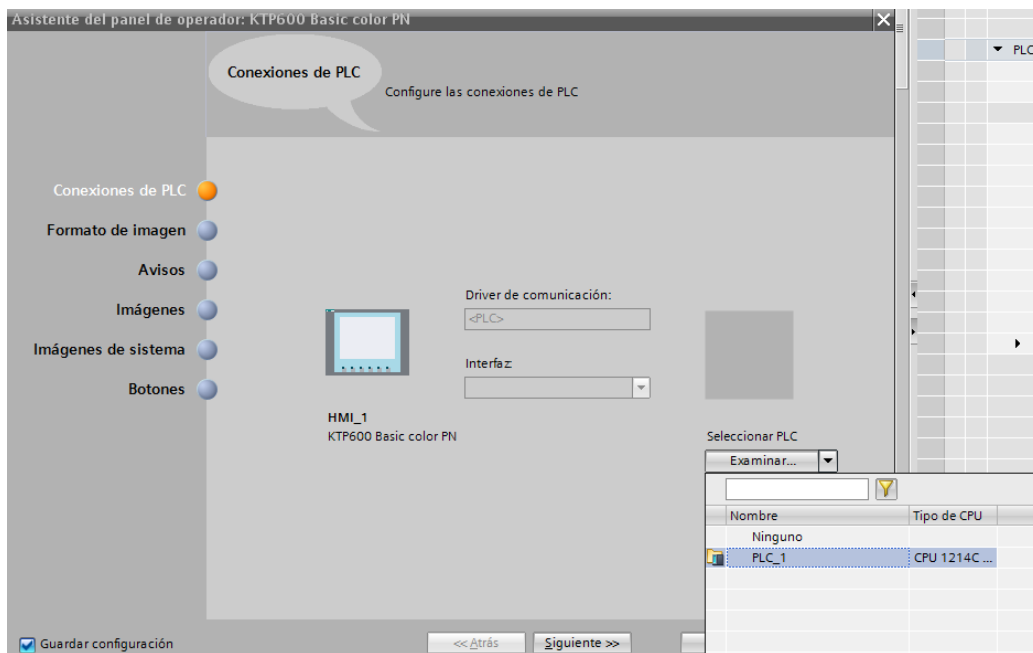 Asistente del panel de operador: KTP600 Basic color PN
PLC
Conexiones de PLC
Configure las conexiones de PLC
Conexiones de PLC
Formato de imagen
Avisos
Imágenes
Imágenes de sistema
Botones
Driver de comunicación:
<PLC>
Interfaz:
HMI_1
KTP600 Basic color PN
Seleccionar PLC
Examinar...
Nombre Tipo de CPU
Ninguno
PLC_1 CPU 1214C ...
Guardar configuración
<< Atrás
Siguiente >>